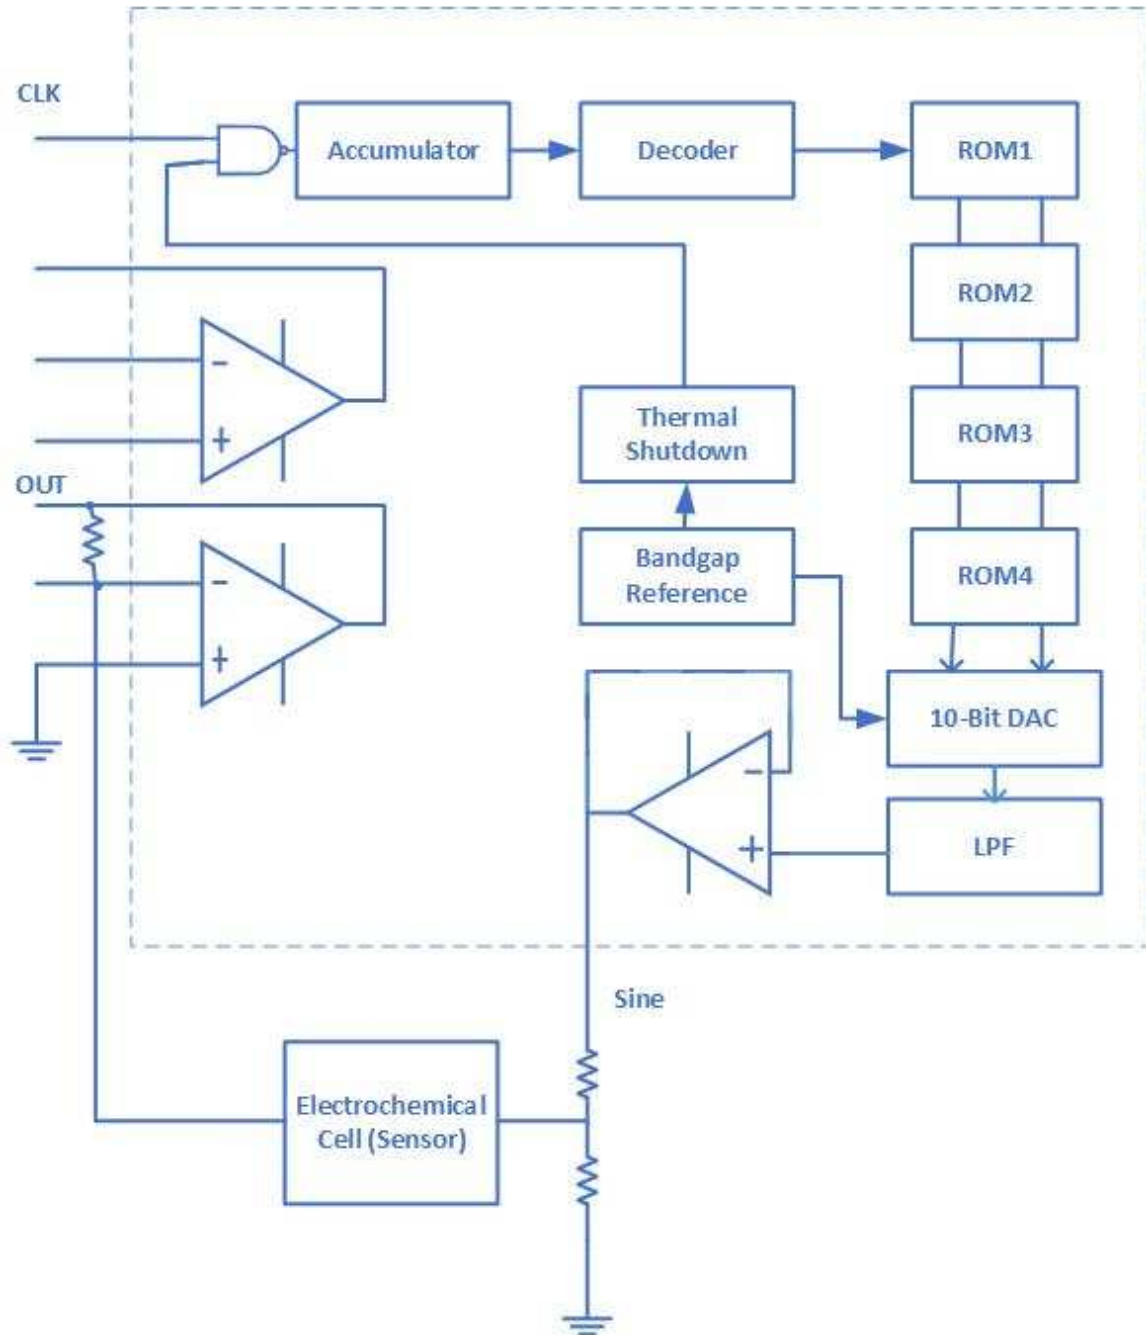 CLK
Accumulator
Decoder
ROM1
ROM2
-
+
Thermal
Shutdown
ROM3
OUT
Bandgap
Reference
ROM4
-
+
10-Bit DAC
-
+
LPF
Sine
Electrochemical
Cell (Sensor)